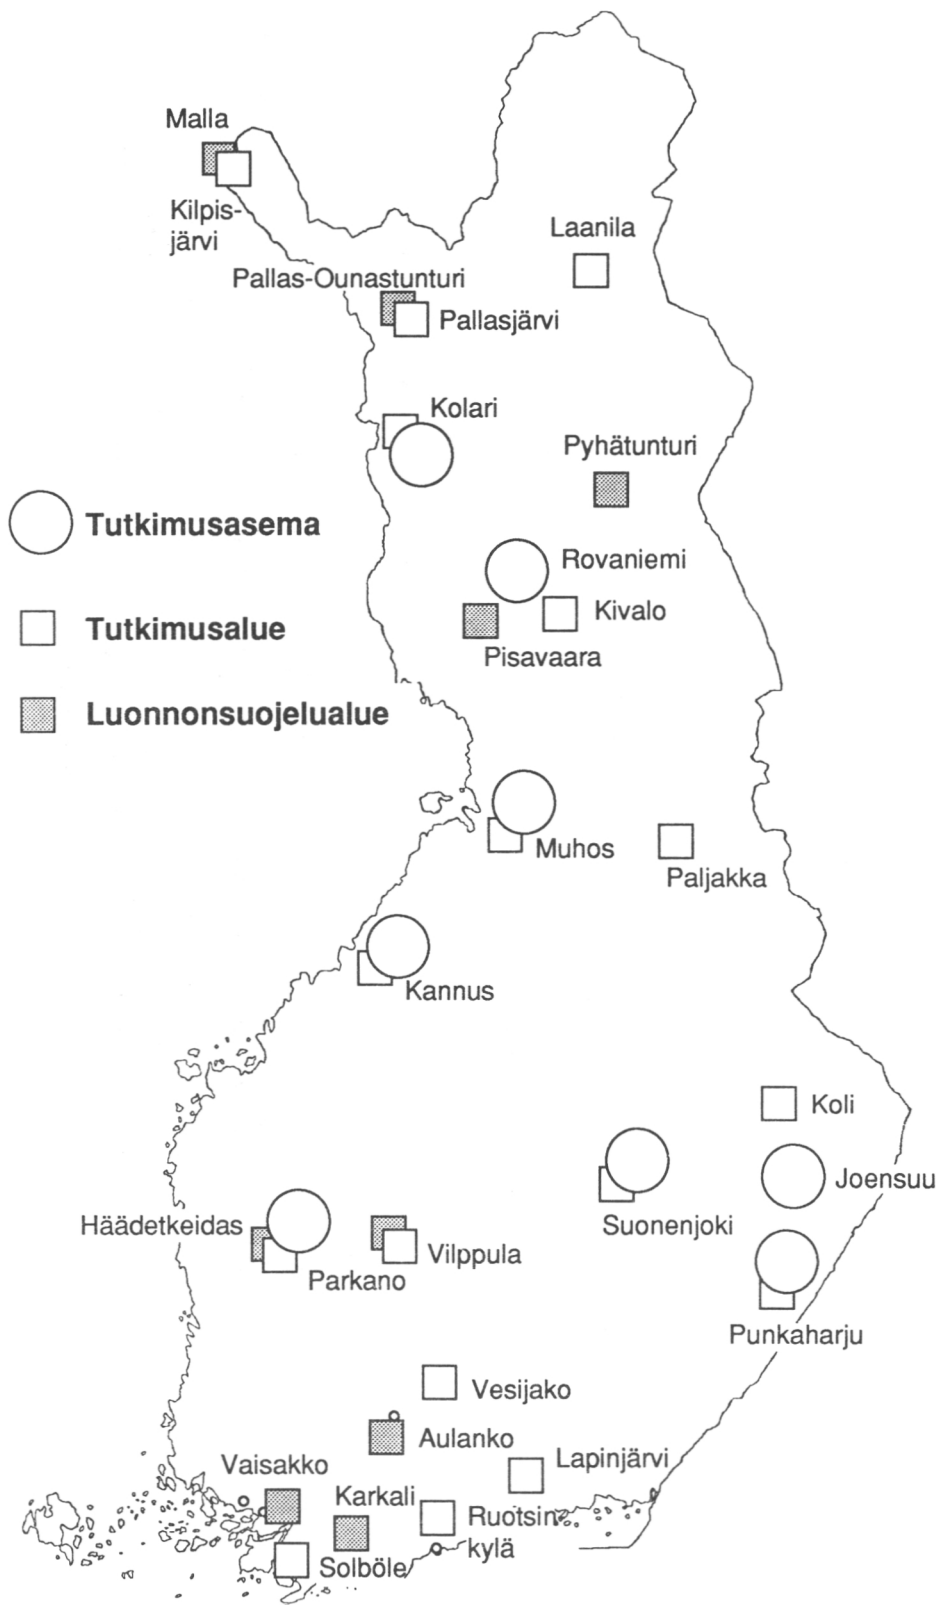 Malla
Kilpis-
järvi
Laanila
Pallas-Ounastunturi
Pallasjärvi
Kolari
Pyhätunturi
Tutkimusasema
Rovaniemi
Kivalo
Tutkimusalue
Pisavaara
Luonnonsuojelualue
Muhos
Paljakka
Kannus
Koli
Joensuu
Suonenjoki
Häädetkeidas
Vilppula
Parkano
Punkaharju
Vesijako
Aulanko
Lapinjärvi
Vaisakko
Karkali
Ruotsin-
kylä
Solböle